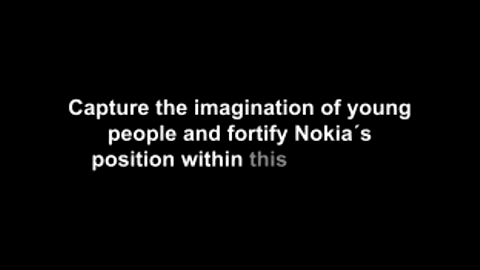 Capture the imagination of young
people and fortify Nokia´s
position within this